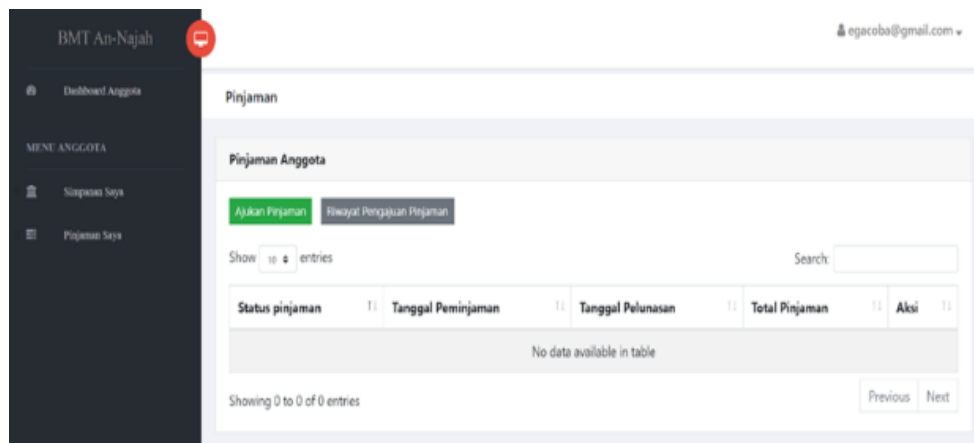 BMT An-Najah
egacoba@gmail.com
Dashboard Anggota
Pinjaman
MENU ANGGOTA
Pinjaman Anggota
Simpanan Saya
Ajukan Pinjaman Riwayat Pengajuan Pinjaman
Pinjaman Saya
Show 10 entries Search:
Status pinjaman Tanggal Peminjaman Tanggal Pelunasan Total Pinjaman Aksi
No data available in table
Showing 0 to 0 of 0 entries
Previous Next